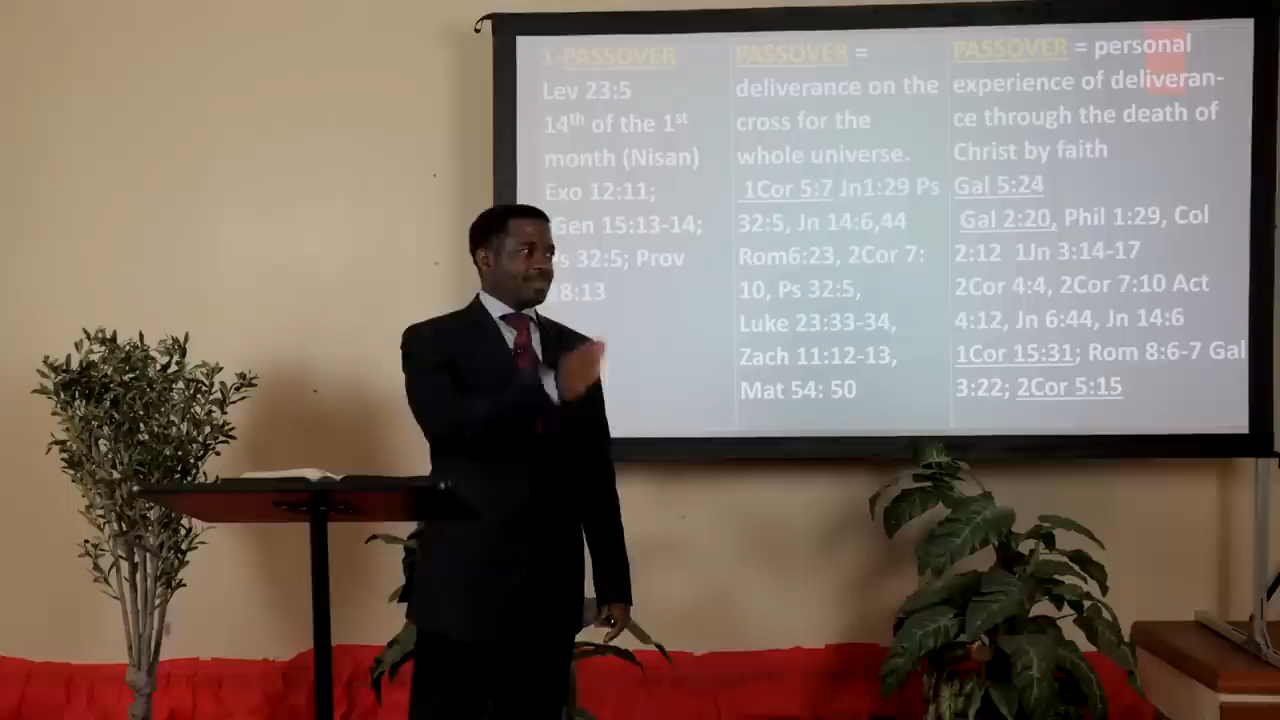 1-PASSOVER
Lev 23:5
14th of the 1st
month (Nisan)
Exo 12:11;
Gen 15:13-14;
32:5; Prov
8:13
PASSOVER =
deliverance on the
cross for the
whole universe.
1Cor 5:7 Jn1:29 Ps
32:5, Jn 14:6,44
Rom6:23, 2Cor 7:
10, Ps 32:5,
Luke 23:33-34,
Zach 11:12-13,
Mat 54: 50
PASSOVER = personal
experience of deliveran-
ce through the death of
Christ by faith
Gal 5:24
Gal 2:20, Phil 1:29, Col
2:12 1Jn 3:14-17
2Cor 4:4, 2Cor 7:10 Act
4:12, Jn 6:44, Jn 14:6
1Cor 15:31; Rom 8:6-7 Gal
3:22; 2Cor 5:15